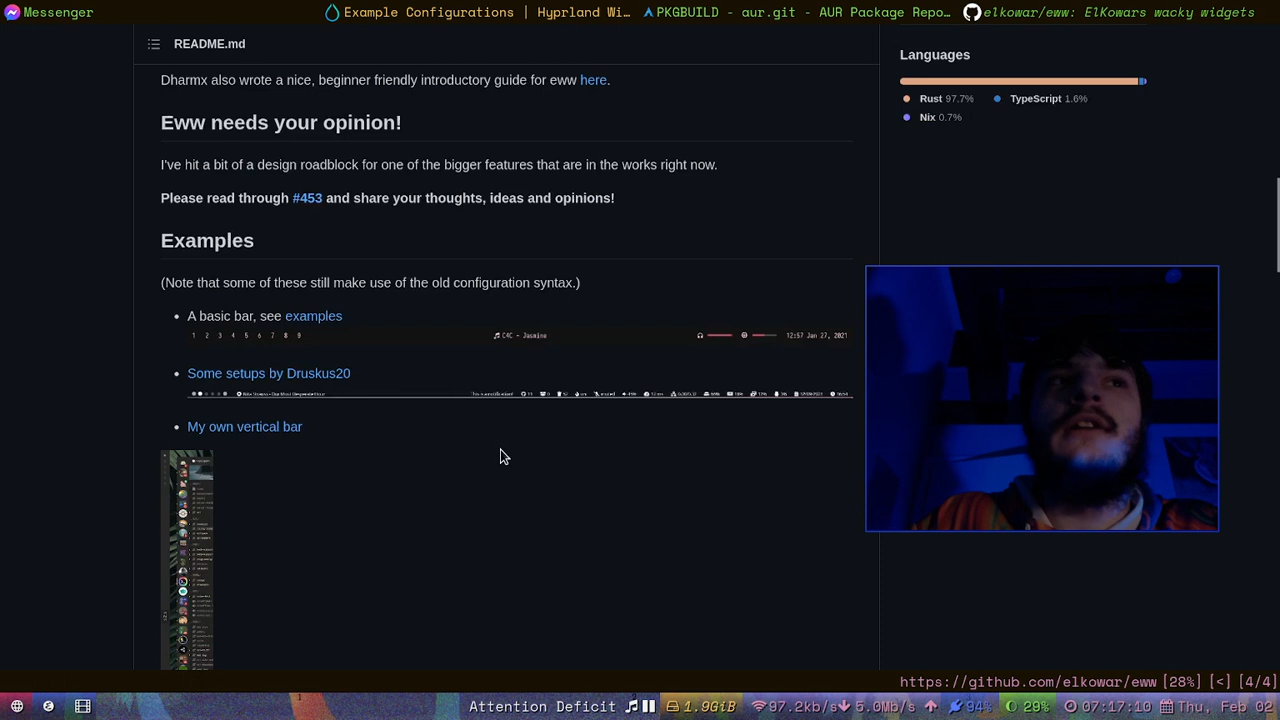 Messenger
Example Configurations | Hyprland Wi…
PKGBUILD - aur.git - AUR Package Repo…
elkowar/eww: ElKowars wacky widgets
README.md
Dharmx also wrote a nice, beginner friendly introductory guide for eww here.
Eww needs your opinion!
I've hit a bit of a design roadblock for one of the bigger features that are in the works right now.
Please read through #453 and share your thoughts, ideas and opinions!
Examples
(Note that some of these still make use of the old configuration syntax.)
A basic bar, see examples
1 2 3 4 5 6 7 8 9
C4C - Jasmine
12:57 Jan 27, 2021
Some setups by Druskus20
My own vertical bar
Languages
Rust 97.7%
TypeScript 1.6%
Nix 0.7%
https://github.com/elkowar/eww [28%] [<] [4/4]
1
Attention Deficit
1.9GiB
97.2kb/s
5.0Mb/s
94%
29%
07:17:10
Thu, Feb 02